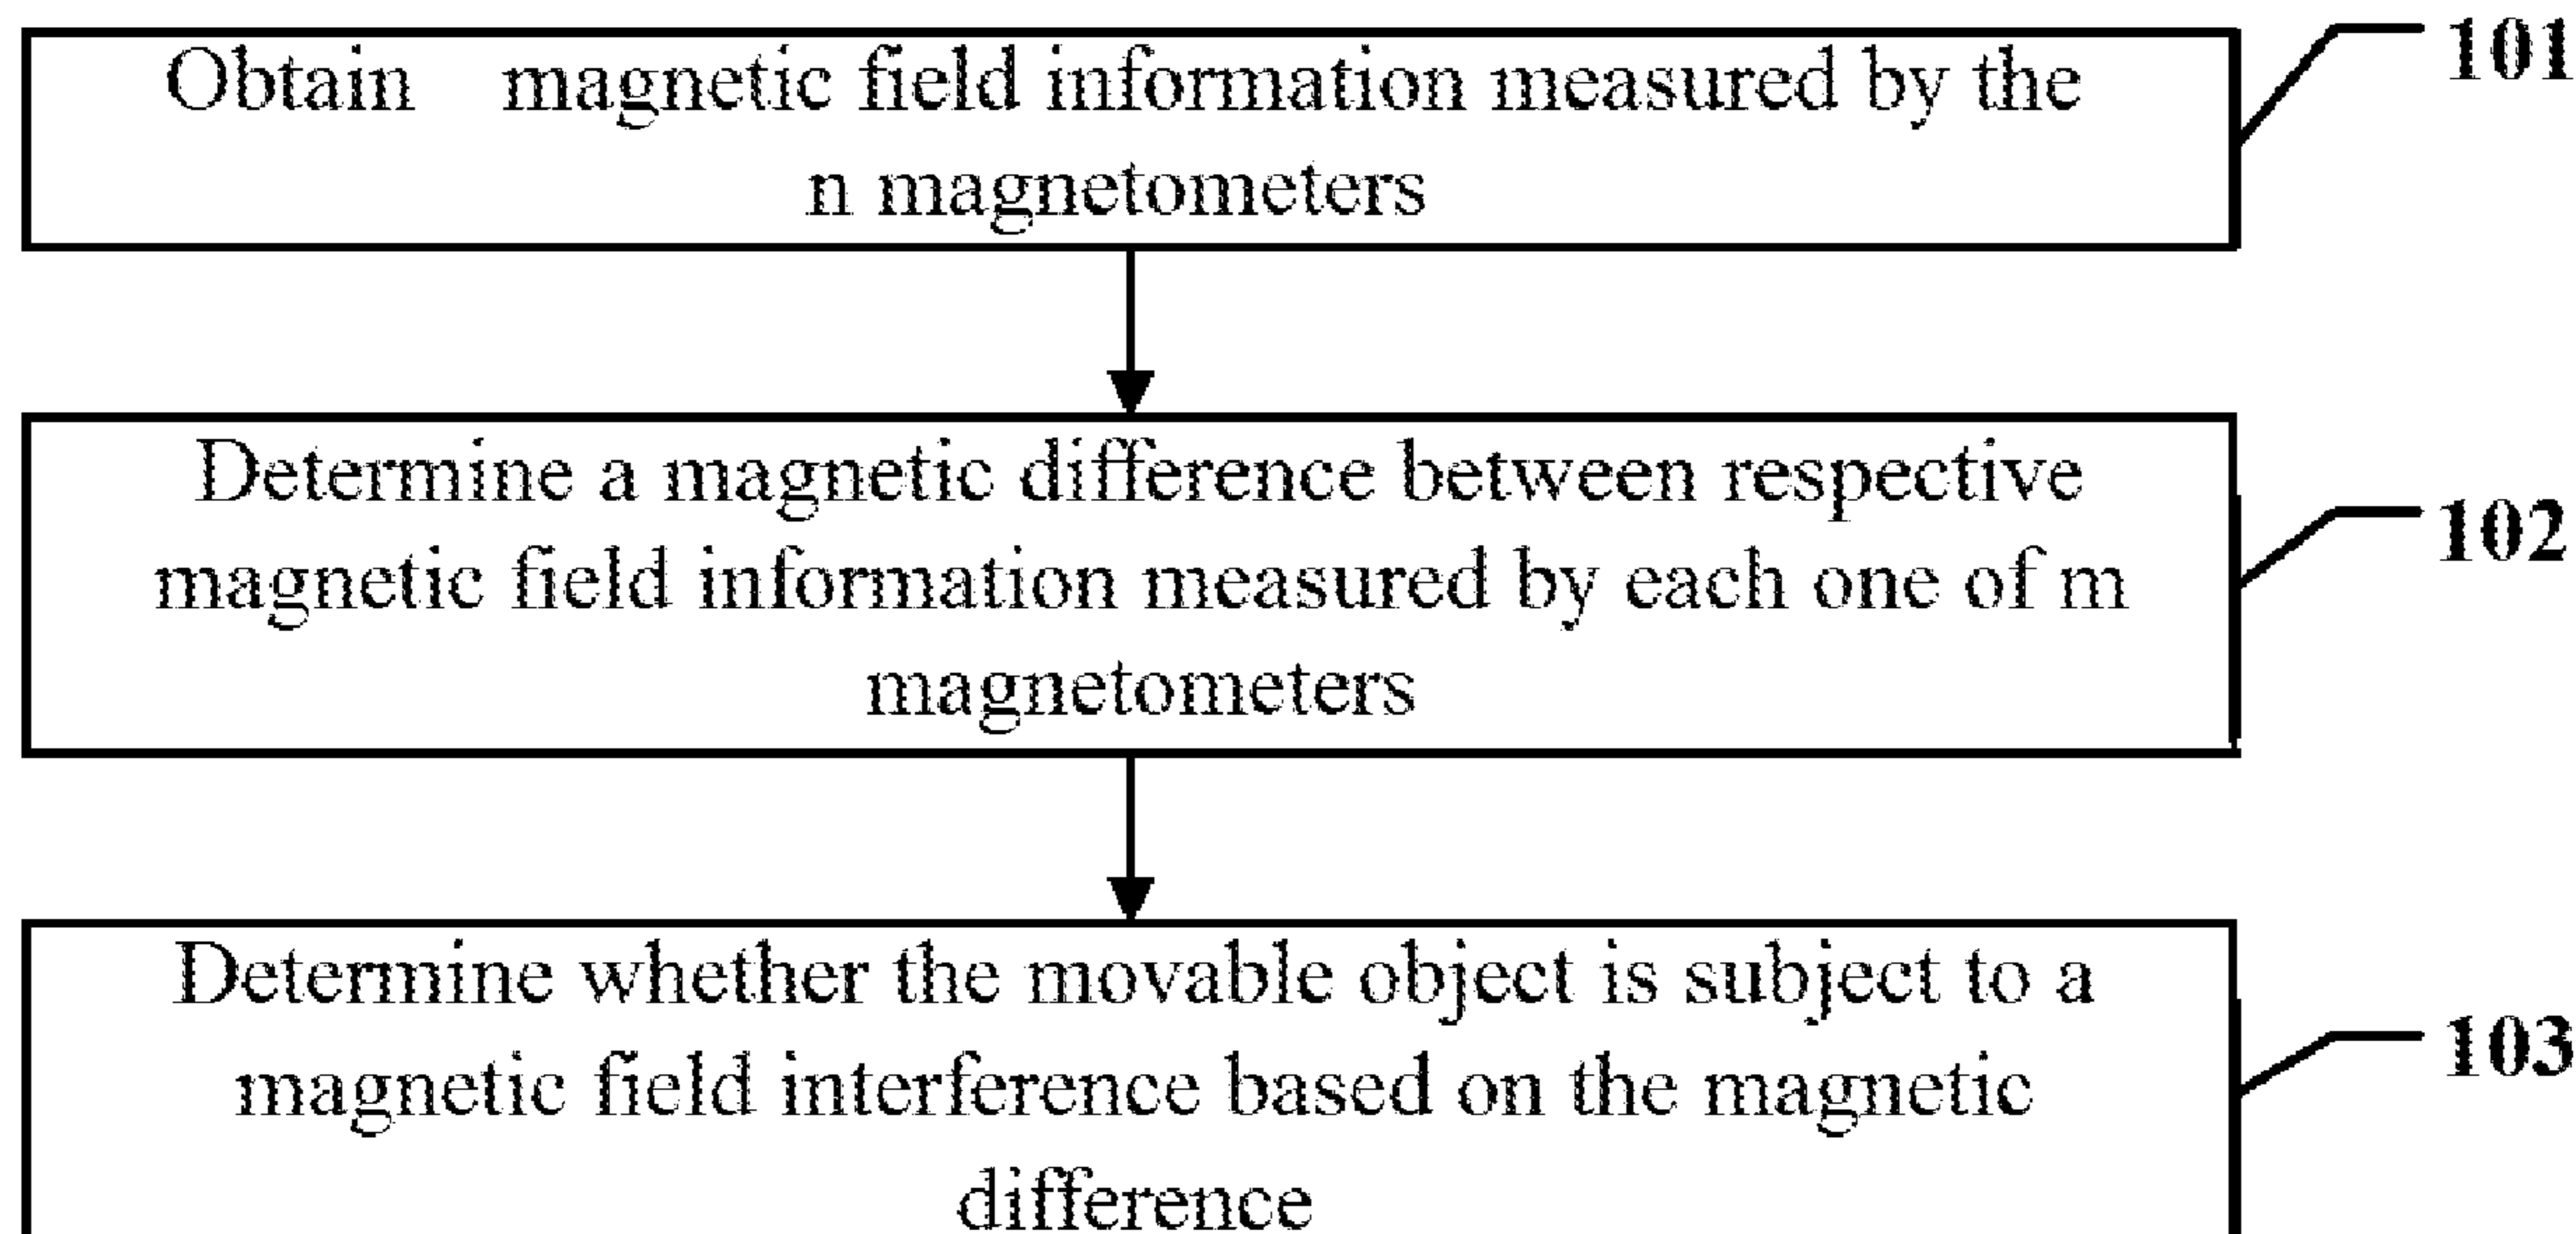 Obtain magnetic field information measured by the
n magnetometers
101
Determine a magnetic difference between respective
magnetic field information measured by each one of m
magnetometers
102
Determine whether the movable object is subject to a
magnetic field interference based on the magnetic
difference
103